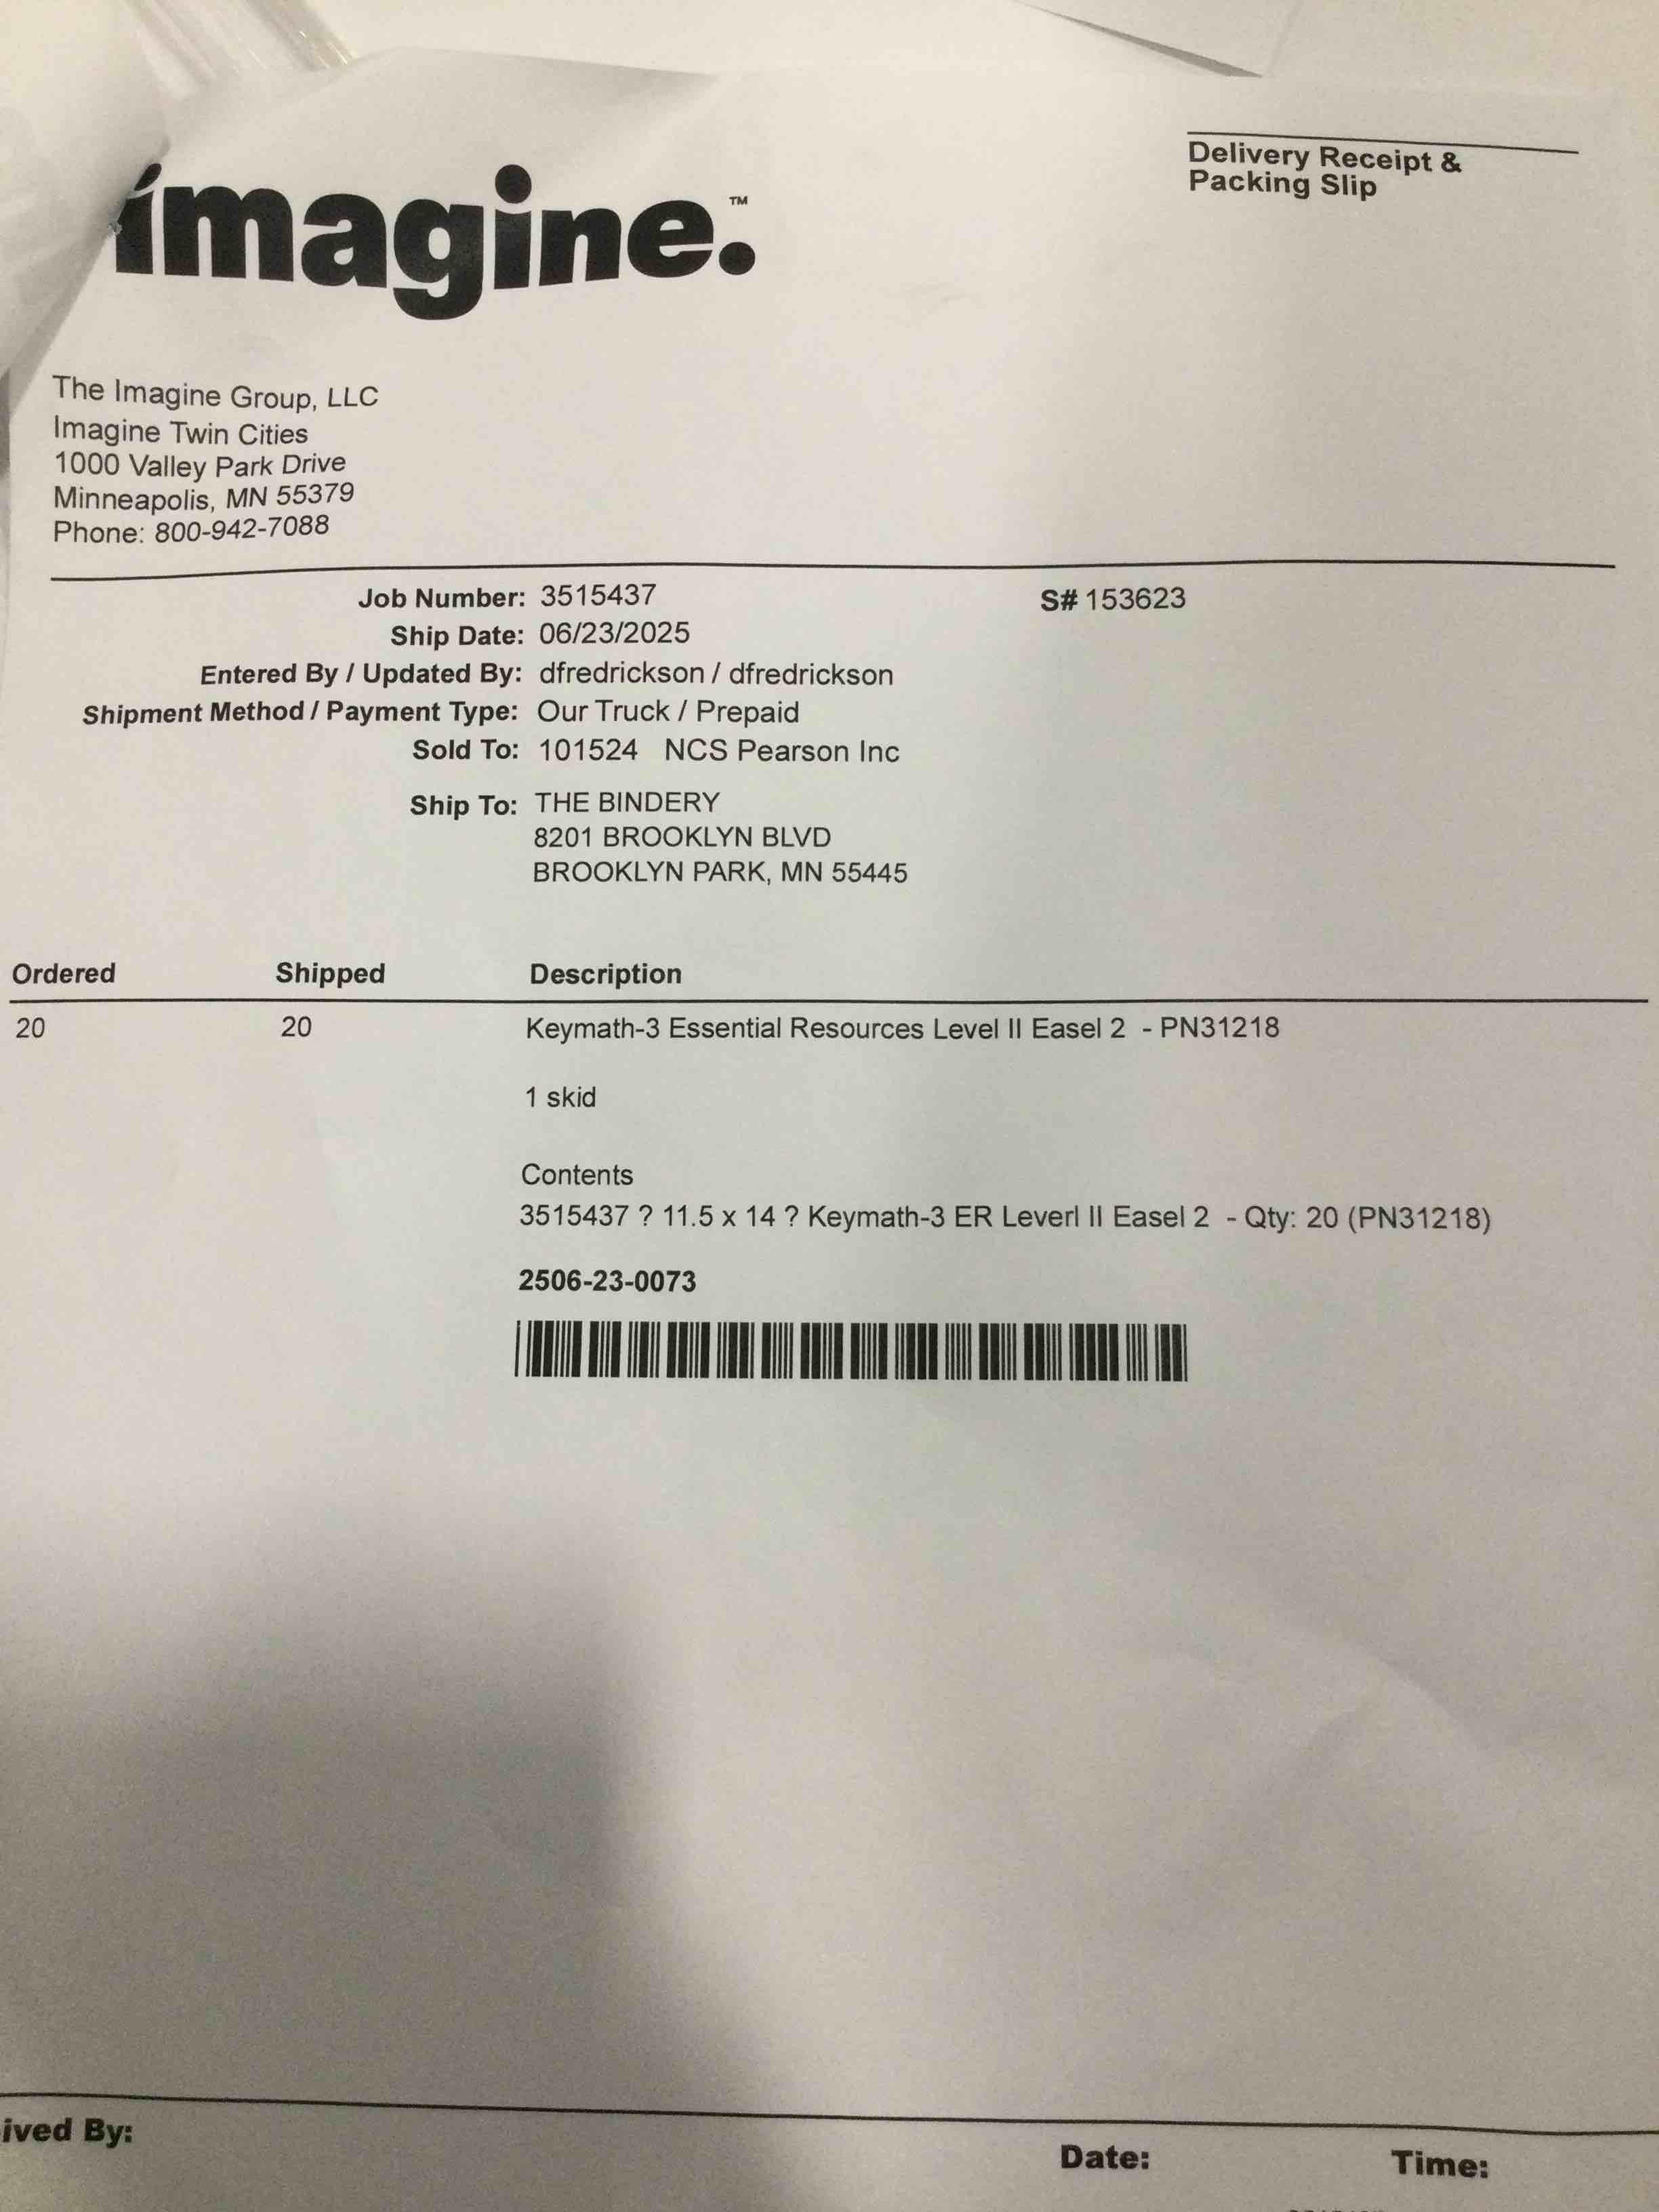 Delivery Receipt &
Packing Slip
imagine.™
The Imagine Group, LLC
Imagine Twin Cities
1000 Valley Park Drive
Minneapolis, MN 55379
Phone: 800-942-7088
Job Number: 3515437 S# 153623
Ship Date: 06/23/2025
Entered By / Updated By: dfredrickson / dfredrickson
Shipment Method / Payment Type: Our Truck / Prepaid
Sold To: 101524 NCS Pearson Inc
Ship To: THE BINDERY
8201 BROOKLYN BLVD
BROOKLYN PARK, MN 55445
Ordered Shipped Description
20 20 Keymath-3 Essential Resources Level II Easel 2 - PN31218
1 skid
Contents
3515437 ? 11.5 x 14 ? Keymath-3 ER Leverl II Easel 2 - Qty: 20 (PN31218)
2506-23-0073
ived By: Date: Time: